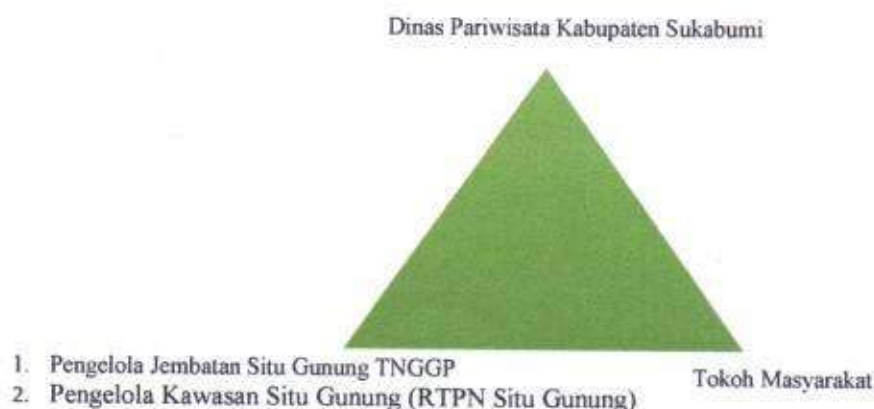 Dinas Pariwisata Kabupaten Sukabumi
1. Pengelola Jembatan Situ Gunung TNGGP
2. Pengelola Kawasan Situ Gunung (RTPN Situ Gunung)
Tokoh Masyarakat